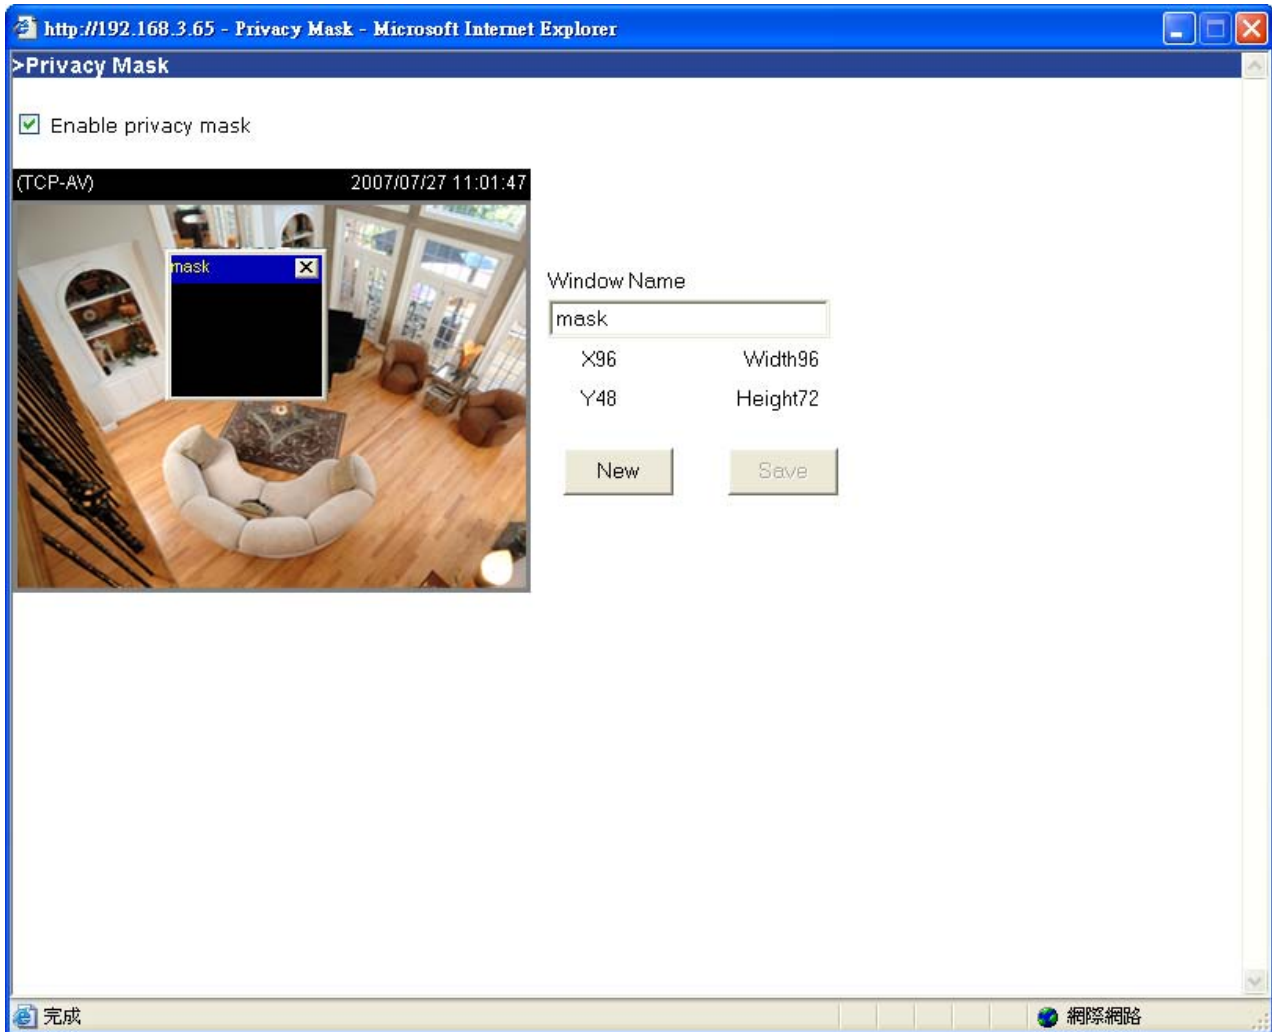 http://192.168.3.65 - Privacy Mask - Microsoft Internet Explorer
>Privacy Mask
Enable privacy mask
(TCP-AV) 2007/07/27 11:01:47
mask
Window Name
mask
X96 Width96
Y48 Height72
New Save
完成 網際網路